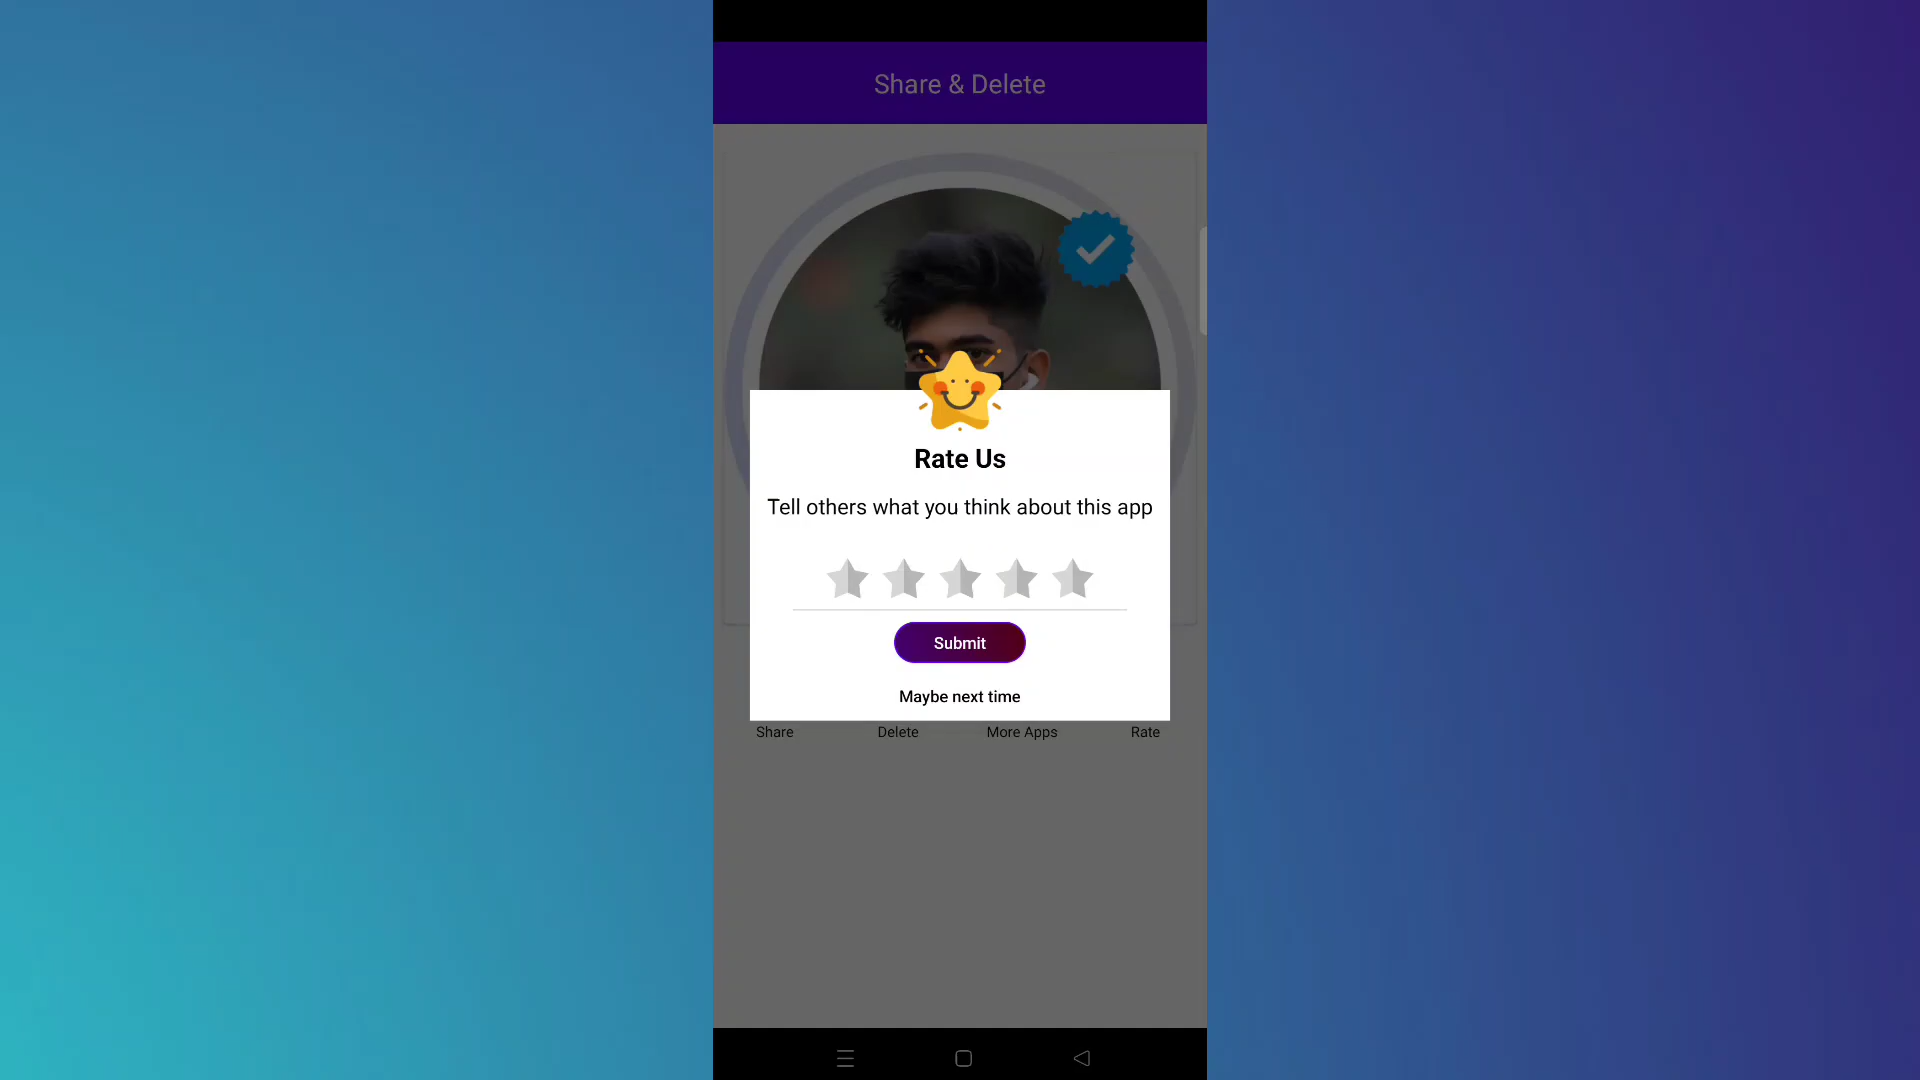 Share & Delete
Rate Us
Tell others what you think about this app
Submit
Maybe next time
Share
Delete
More Apps
Rate